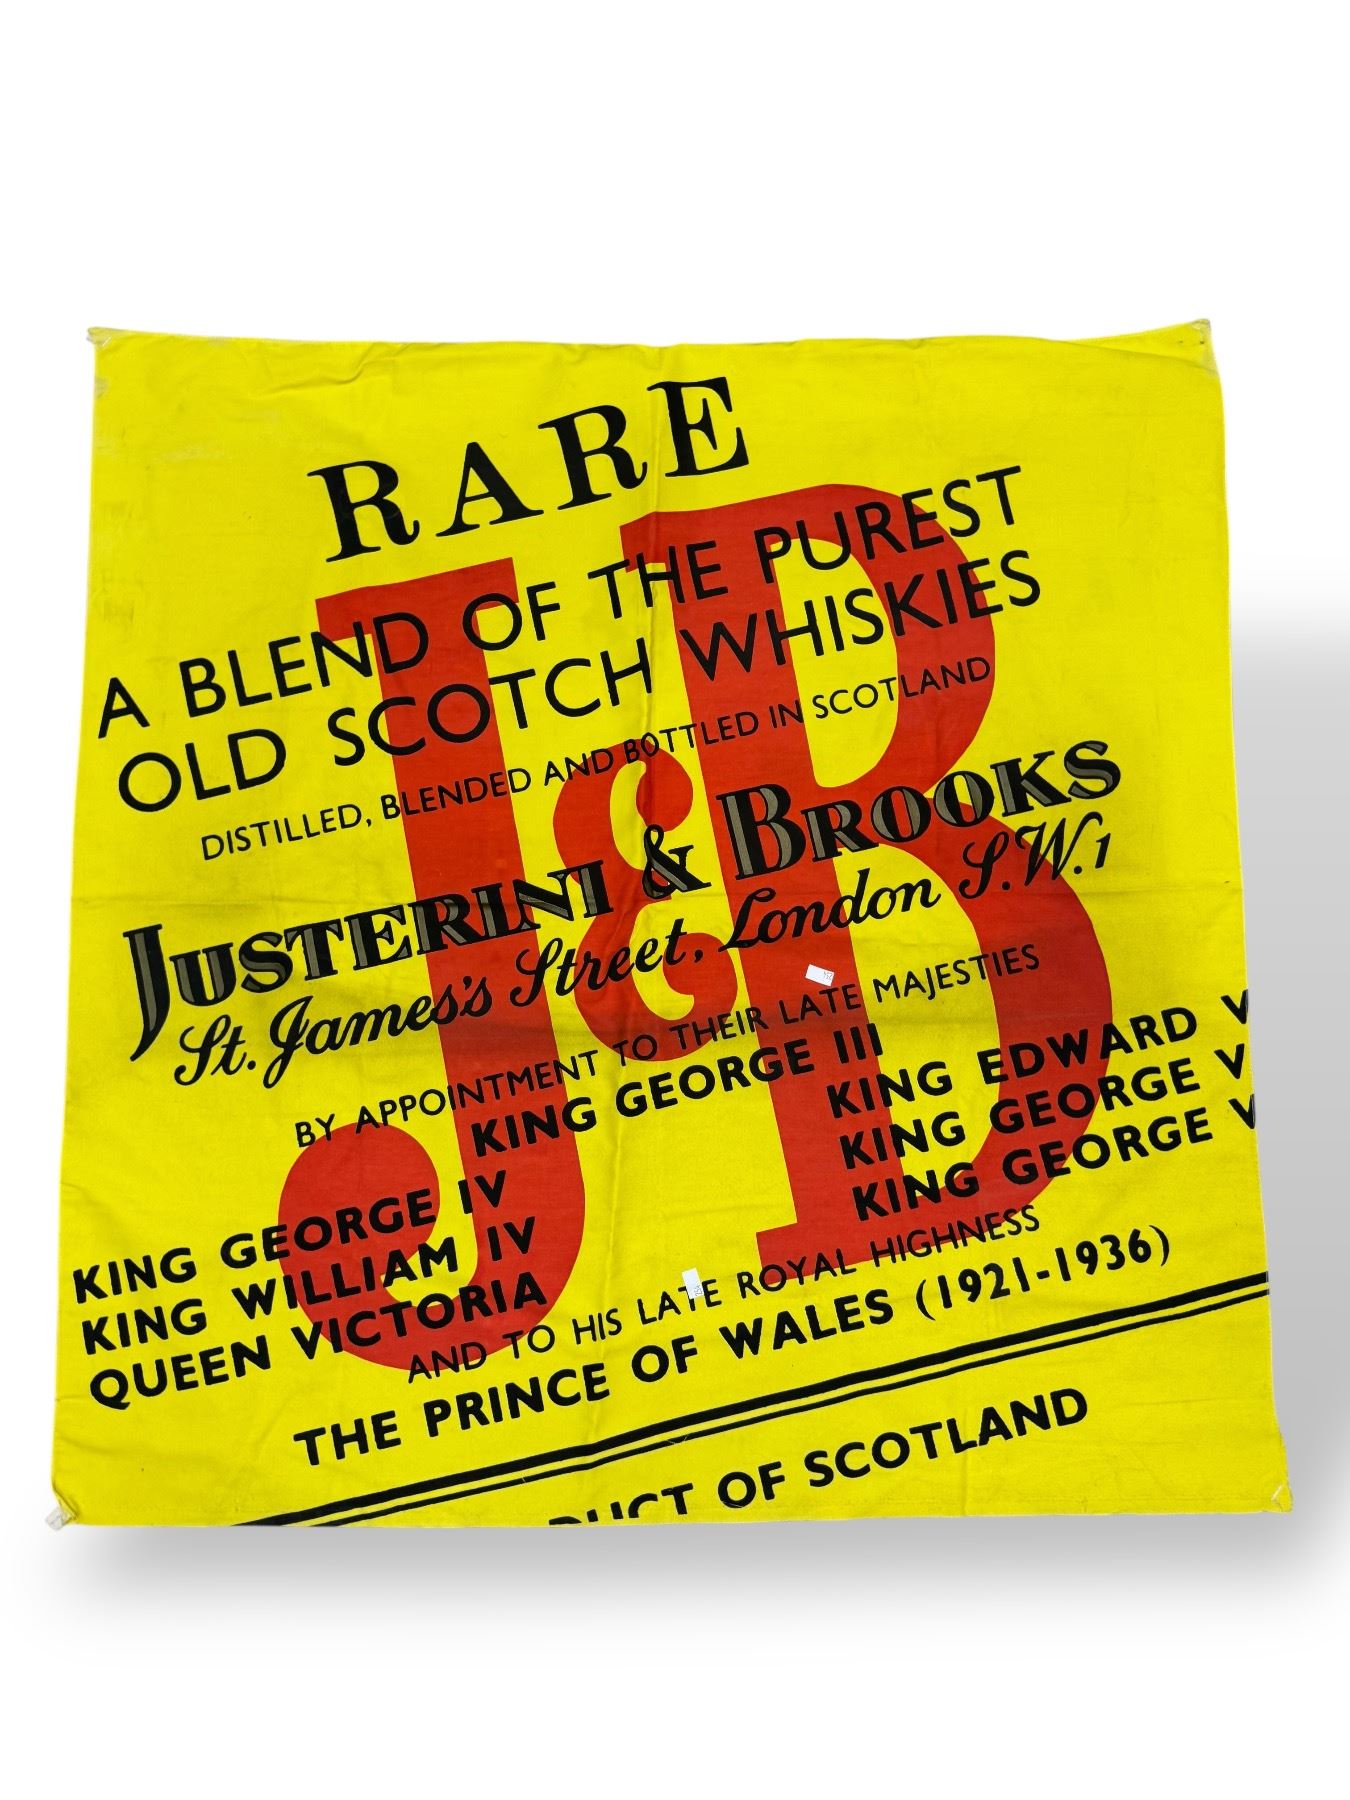 RARE
J&B
A BLEND OF THE PUREST
OLD SCOTCH WHISKIES
DISTILLED, BLENDED AND BOTTLED IN SCOTLAND
JUSTERINI & BROOKS
St. James's Street, London S.W.1
BY APPOINTMENT TO THEIR LATE MAJESTIES
KING GEORGE III
KING GEORGE IV
KING WILLIAM IV
QUEEN VICTORIA
KING EDWARD V
KING GEORGE V
KING GEORGE V
AND TO HIS LATE ROYAL HIGHNESS
THE PRINCE OF WALES (1921-1936)
DUCT OF SCOTLAND